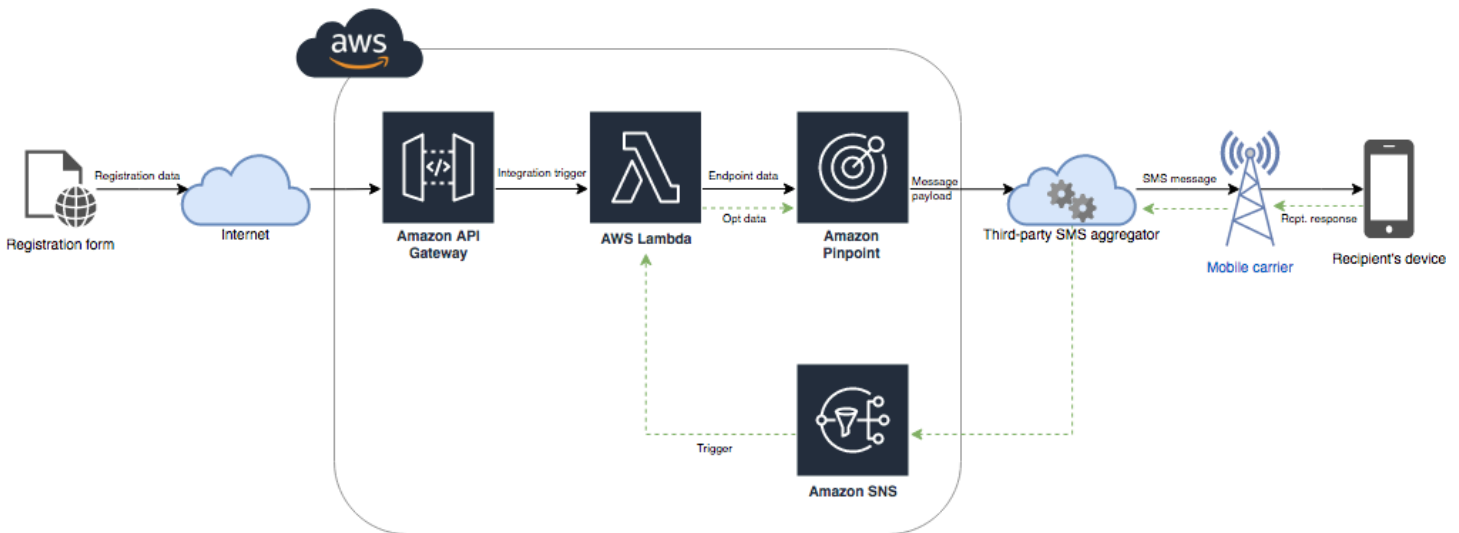 aws
Registration data
Registration form
Internet
Integration trigger
Amazon API
Gateway
Endpoint data
Opt data
AWS Lambda
Amazon
Pinpoint
Message
payload
Third-party SMS aggregator
SMS message
Mobile carrier
Rcpt. response
Recipient's device
</>
Trigger
Amazon SNS